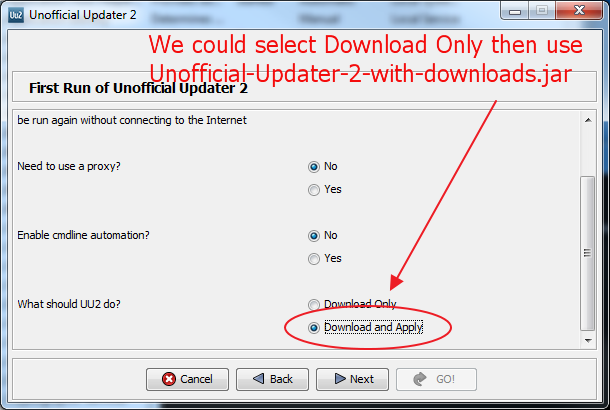 Uu2 Unofficial Updater 2
We could select Download Only then use
Unofficial-Updater-2-with-downloads.jar
First Run of Unofficial Updater 2
be run again without connecting to the Internet
Need to use a proxy?
No
Yes
Enable cmdline automation?
No
Yes
What should UU2 do?
Download Only
Download and Apply
Cancel
Back
Next
GO!